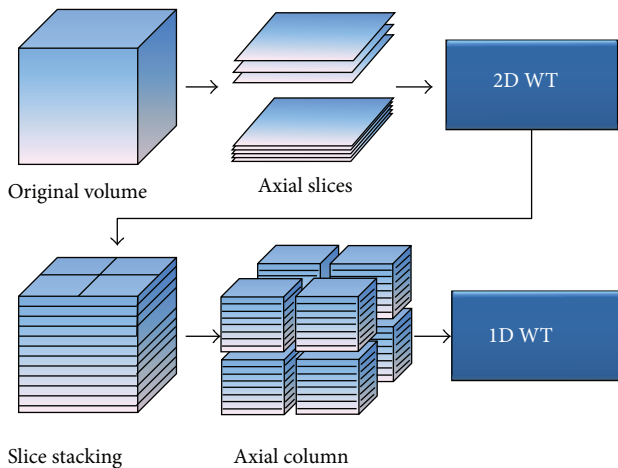 2D WT
Original volume
Axial slices
1D WT
Slice stacking
Axial column